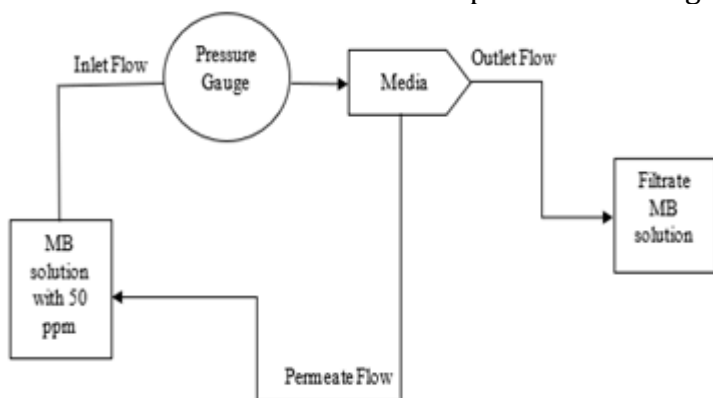 Pressure
Gauge
Inlet Flow
Media
Outlet Flow
Filtrate
MB
solution
MB
solution
with 50
ppm
Permeate Flow